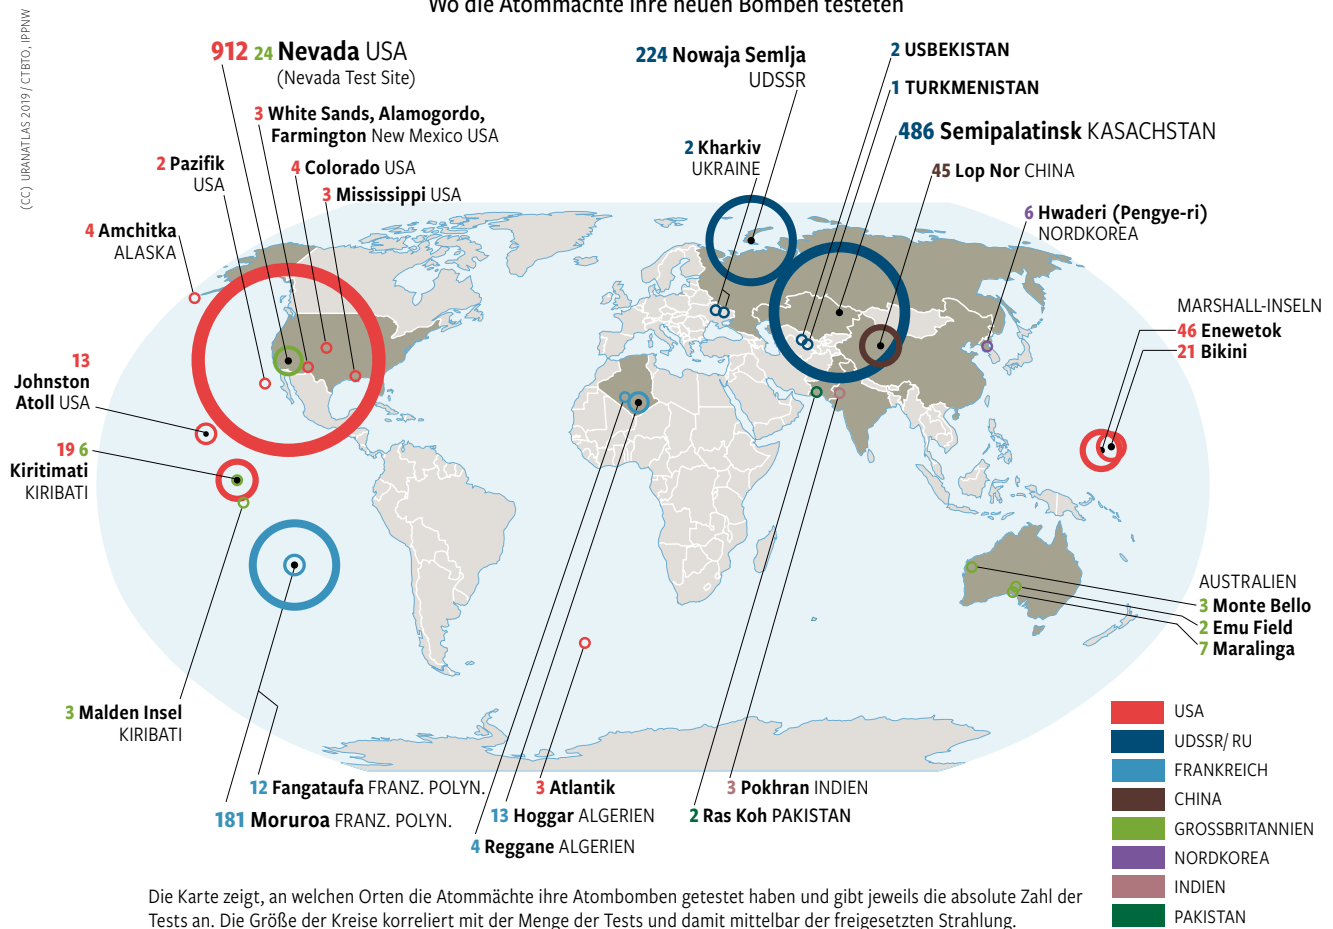 Wo die Atommächte ihre neuen Bomben testeten
(CC) URANATLAS 2019 / CTBTO, IPPNW
912 24 Nevada USA
(Nevada Test Site)
3 White Sands, Alamogordo,
Farmington New Mexico USA
2 Pazifik
USA
4 Colorado USA
3 Mississippi USA
4 Amchitka
ALASKA
224 Nowaja Semlja
UDSSR
2 Kharkiv
UKRAINE
2 USBEKISTAN
1 TURKMENISTAN
486 Semipalatinsk KASACHSTAN
45 Lop Nor CHINA
6 Hwaderi (Pengye-ri)
NORDKOREA
MARSHALL-INSELN
46 Enewetok
21 Bikini
13
Johnston
Atoll USA
19 6
Kiritimati
KIRIBATI
AUSTRALIEN
3 Monte Bello
2 Emu Field
7 Maralinga
3 Malden Insel
KIRIBATI
12 Fangataufa FRANZ. POLYN.
181 Moruroa FRANZ. POLYN.
3 Atlantik
13 Hoggar ALGERIEN
4 Reggane ALGERIEN
3 Pokhran INDIEN
2 Ras Koh PAKISTAN
USA
UDSSR/ RU
FRANKREICH
CHINA
GROSSBRITANNIEN
NORDKOREA
INDIEN
PAKISTAN
Die Karte zeigt, an welchen Orten die Atommächte ihre Atombomben getestet haben und gibt jeweils die absolute Zahl der
Tests an. Die Größe der Kreise korreliert mit der Menge der Tests und damit mittelbar der freigesetzten Strahlung.